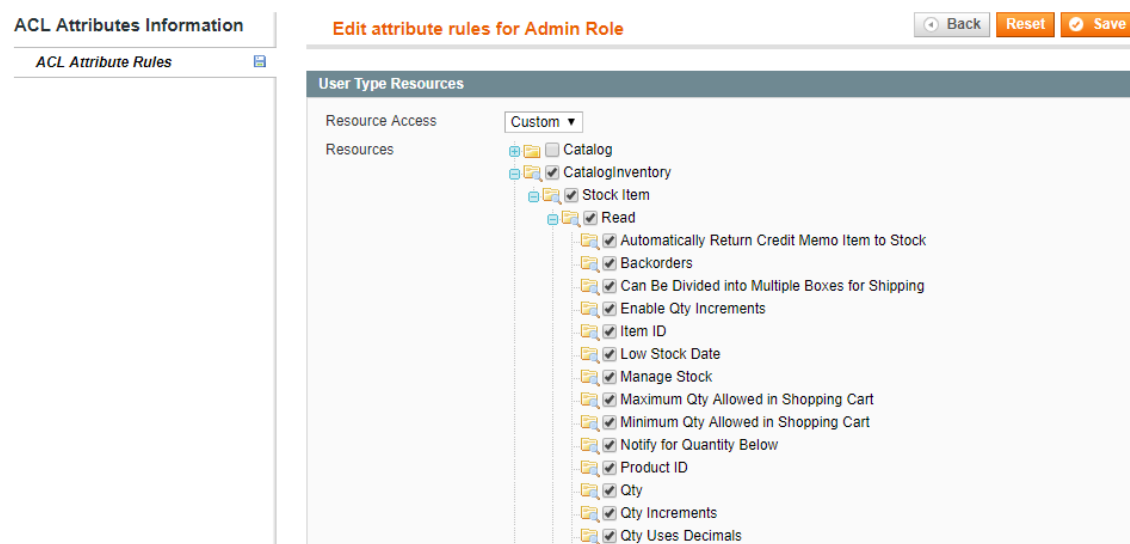 ACL Attributes Information
ACL Attribute Rules
Edit attribute rules for Admin Role
Back Reset Save
User Type Resources
Resource Access Custom
Resources
Catalog
CatalogInventory
Stock Item
Read
Automatically Return Credit Memo Item to Stock
Backorders
Can Be Divided into Multiple Boxes for Shipping
Enable Qty Increments
Item ID
Low Stock Date
Manage Stock
Maximum Qty Allowed in Shopping Cart
Minimum Qty Allowed in Shopping Cart
Notify for Quantity Below
Product ID
Qty
Qty Increments
Qty Uses Decimals